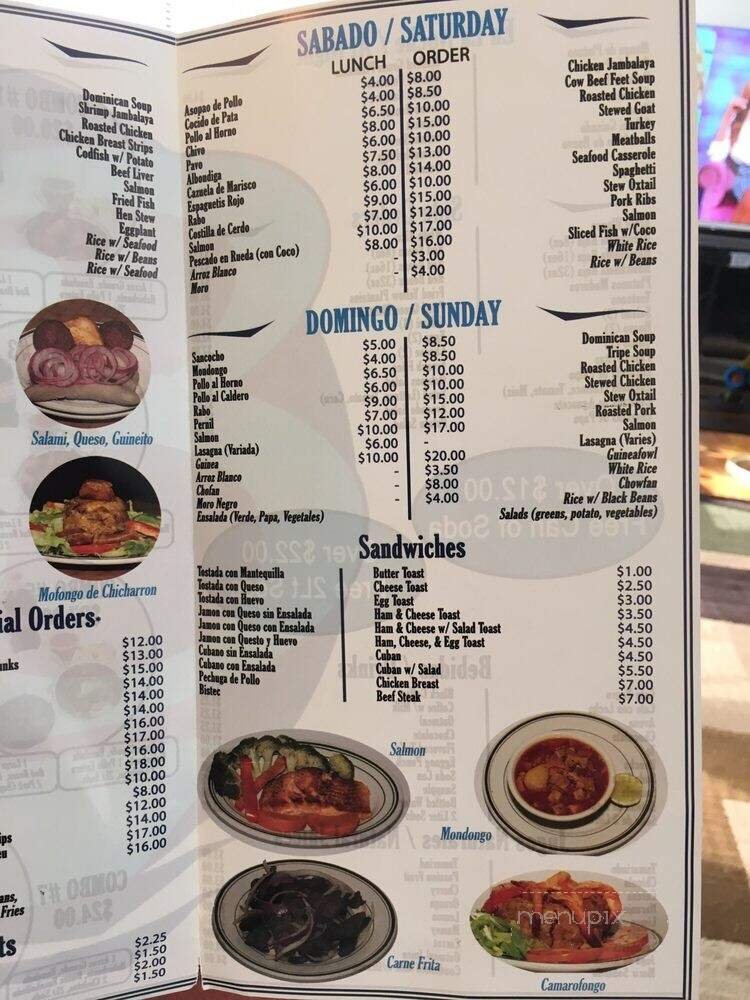 Dominican Soup
Shrimp Jambalaya
Roasted Chicken
Chicken Breast Strips
Codfish w/ Potato
Beef Liver
Salmon
Fried Fish
Hen Stew
Eggplant
Rice w/ Seafood
Rice w/ Beans
Rice w/ Seafood
Salami, Queso, Guineito
Mofongo de Chicharron
ial Orders-
$12.00
nks $13.00
$15.00
$14.00
$14.00
$14.00
$16.00
$17.00
$16.00
$18.00
$10.00
$8.00
$12.00
$14.00
ips $17.00
eu $16.00
ans,
Fries
ts
$2.25
$1.50
$2.00
$1.50
SABADO / SATURDAY
LUNCH ORDER
Asopao de Pollo $4.00 $8.00 Chicken Jambalaya
Cocido de Pata $4.00 $8.50 Cow Beef Feet Soup
Pollo al Horno $6.50 $10.00 Roasted Chicken
Chivo $8.00 $15.00 Stewed Goat
Pavo $6.00 $10.00 Turkey
Albondiga $7.50 $13.00 Meatballs
Cazuela de Marisco $8.00 $14.00 Seafood Casserole
Espaguetis Rojo $6.00 $10.00 Spaghetti
Rabo $9.00 $15.00 Stew Oxtail
Costilla de Cerdo $7.00 $12.00 Pork Ribs
Salmon $10.00 $17.00 Salmon
Pescado en Rueda (con Coco) $8.00 $16.00 Sliced Fish w/Coco
Arroz Blanco - $3.00 White Rice
Moro - $4.00 Rice w/ Beans
DOMINGO / SUNDAY
Sancocho $5.00 $8.50 Dominican Soup
Mondongo $4.00 $8.50 Tripe Soup
Pollo al Horno $6.50 $10.00 Roasted Chicken
Pollo al Caldero $6.00 $10.00 Stewed Chicken
Rabo $9.00 $15.00 Stew Oxtail
Pernil $7.00 $12.00 Roasted Pork
Salmon $10.00 $17.00 Salmon
Lasagna (Variada) $6.00 - Lasagna (Varies)
Guinea $10.00 $20.00 Guineafowl
Arroz Blanco - $3.50 White Rice
Chofan - $8.00 Chowfan
Moro Negro - $4.00 Rice w/ Black Beans
Ensalada (Verde, Papa, Vegetales) Salads (greens, potato, vegetables)
Sandwiches
Tostada con Mantequilla Butter Toast $1.00
Tostada con Queso Cheese Toast $2.50
Tostada con Huevo Egg Toast $3.00
Jamon con Queso sin Ensalada Ham & Cheese Toast $3.50
Jamon con Queso con Ensalada Ham & Cheese w/ Salad Toast $4.50
Jamon con Questo y Huevo Ham, Cheese, & Egg Toast $4.50
Cubano sin Ensalada Cuban $4.50
Cubano con Ensalada Cuban w/ Salad $5.50
Pechuga de Pollo Chicken Breast $7.00
Bistec Beef Steak $7.00
Salmon
Mondongo
Carne Frita
Camarofongo
menupix